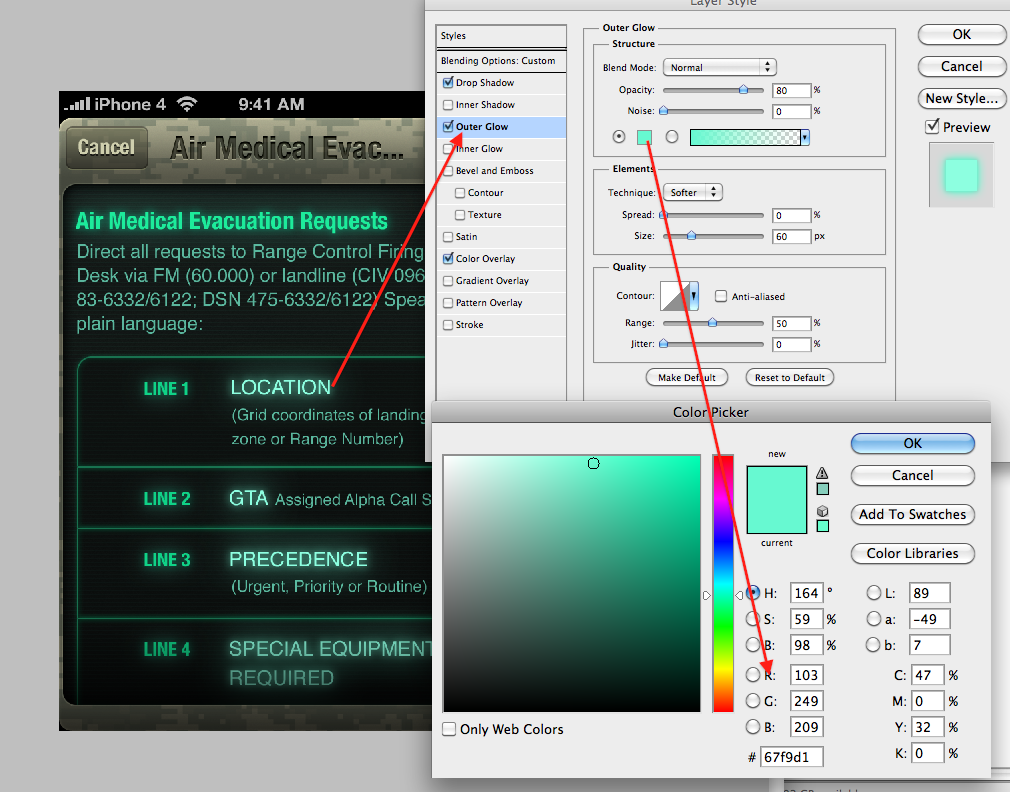 Layer Style
Styles
Blending Options: Custom
Drop Shadow
Inner Shadow
Outer Glow
Inner Glow
Bevel and Emboss
Contour
Texture
Satin
Color Overlay
Gradient Overlay
Pattern Overlay
Stroke
Outer Glow
Structure
Blend Mode: Normal
Opacity: 80 %
Noise: 0 %
Elements
Technique: Softer
Spread: 0 %
Size: 60 px
Quality
Contour: Anti-aliased
Range: 50 %
Jitter: 0 %
Make Default Reset to Default
OK
Cancel
New Style...
Preview
iPhone 4 9:41 AM
Cancel Air Medical Evac...
Air Medical Evacuation Requests
Direct all requests to Range Control Firing
Desk via FM (60.000) or landline (CIV 096
83-6332/6122; DSN 475-6332/6122) Spea
plain language:
LINE 1 LOCATION
(Grid coordinates of landing
zone or Range Number)
LINE 2 GTA Assigned Alpha Call S
LINE 3 PRECEDENCE
(Urgent, Priority or Routine)
LINE 4 SPECIAL EQUIPMENT
REQUIRED
Color Picker
new
current
OK
Cancel
Add To Swatches
Color Libraries
H: 164 °
S: 59 %
B: 98 %
R: 103
G: 249
B: 209
# 67f9d1
L: 89
a: -49
b: 7
C: 47 %
M: 0 %
Y: 32 %
K: 0 %
Only Web Colors